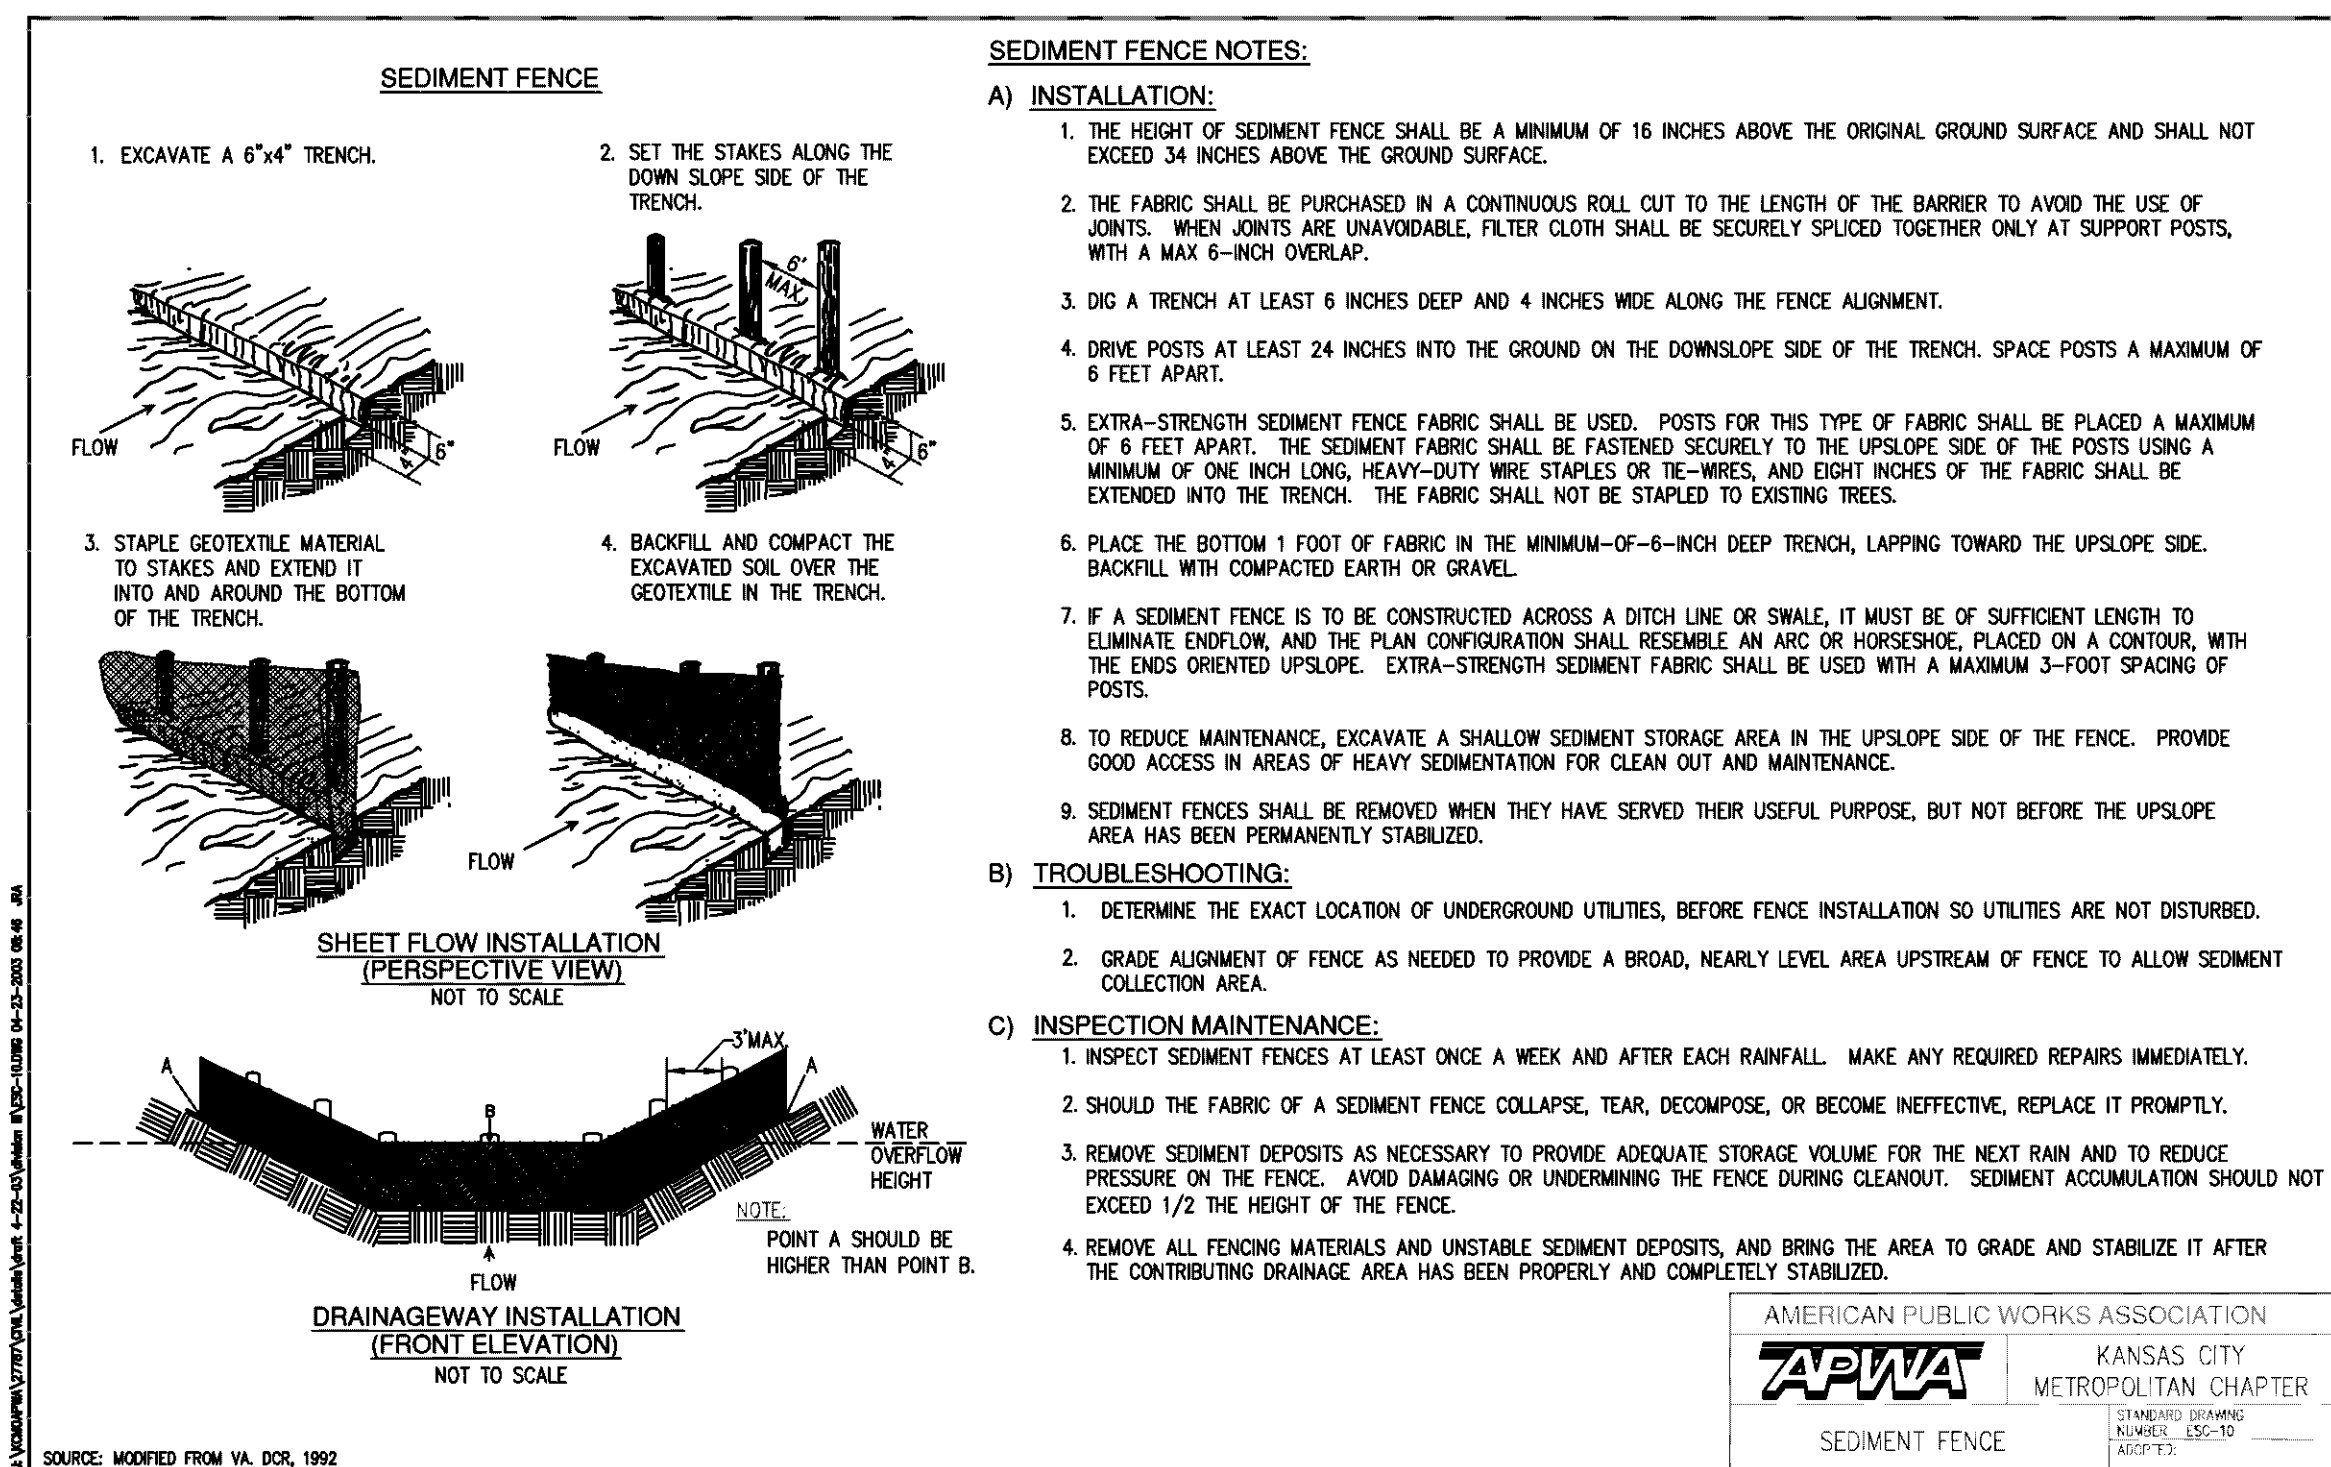 SEDIMENT FENCE
1. EXCAVATE A 6"x4" TRENCH.
FLOW
4"
6"
2. SET THE STAKES ALONG THE
DOWN SLOPE SIDE OF THE
TRENCH.
6'
MAX.
FLOW
4"
6"
3. STAPLE GEOTEXTILE MATERIAL
TO STAKES AND EXTEND IT
INTO AND AROUND THE BOTTOM
OF THE TRENCH.
4. BACKFILL AND COMPACT THE
EXCAVATED SOIL OVER THE
GEOTEXTILE IN THE TRENCH.
FLOW
SHEET FLOW INSTALLATION
(PERSPECTIVE VIEW)
NOT TO SCALE
A
B
3'MAX.
A
WATER
OVERFLOW
HEIGHT
NOTE:
POINT A SHOULD BE
HIGHER THAN POINT B.
FLOW
DRAINAGEWAY INSTALLATION
(FRONT ELEVATION)
NOT TO SCALE
SOURCE: MODIFIED FROM VA. DCR, 1992
SEDIMENT FENCE NOTES:
A) INSTALLATION:
1. THE HEIGHT OF SEDIMENT FENCE SHALL BE A MINIMUM OF 16 INCHES ABOVE THE ORIGINAL GROUND SURFACE AND SHALL NOT
EXCEED 34 INCHES ABOVE THE GROUND SURFACE.
2. THE FABRIC SHALL BE PURCHASED IN A CONTINUOUS ROLL CUT TO THE LENGTH OF THE BARRIER TO AVOID THE USE OF
JOINTS. WHEN JOINTS ARE UNAVOIDABLE, FILTER CLOTH SHALL BE SECURELY SPLICED TOGETHER ONLY AT SUPPORT POSTS,
WITH A MAX 6-INCH OVERLAP.
3. DIG A TRENCH AT LEAST 6 INCHES DEEP AND 4 INCHES WIDE ALONG THE FENCE ALIGNMENT.
4. DRIVE POSTS AT LEAST 24 INCHES INTO THE GROUND ON THE DOWNSLOPE SIDE OF THE TRENCH. SPACE POSTS A MAXIMUM OF
6 FEET APART.
5. EXTRA-STRENGTH SEDIMENT FENCE FABRIC SHALL BE USED. POSTS FOR THIS TYPE OF FABRIC SHALL BE PLACED A MAXIMUM
OF 6 FEET APART. THE SEDIMENT FABRIC SHALL BE FASTENED SECURELY TO THE UPSLOPE SIDE OF THE POSTS USING A
MINIMUM OF ONE INCH LONG, HEAVY-DUTY WIRE STAPLES OR TIE-WIRES, AND EIGHT INCHES OF THE FABRIC SHALL BE
EXTENDED INTO THE TRENCH. THE FABRIC SHALL NOT BE STAPLED TO EXISTING TREES.
6. PLACE THE BOTTOM 1 FOOT OF FABRIC IN THE MINIMUM-OF-6-INCH DEEP TRENCH, LAPPING TOWARD THE UPSLOPE SIDE.
BACKFILL WITH COMPACTED EARTH OR GRAVEL.
7. IF A SEDIMENT FENCE IS TO BE CONSTRUCTED ACROSS A DITCH LINE OR SWALE, IT MUST BE OF SUFFICIENT LENGTH TO
ELIMINATE ENDFLOW, AND THE PLAN CONFIGURATION SHALL RESEMBLE AN ARC OR HORSESHOE, PLACED ON A CONTOUR, WITH
THE ENDS ORIENTED UPSLOPE. EXTRA-STRENGTH SEDIMENT FABRIC SHALL BE USED WITH A MAXIMUM 3-FOOT SPACING OF
POSTS.
8. TO REDUCE MAINTENANCE, EXCAVATE A SHALLOW SEDIMENT STORAGE AREA IN THE UPSLOPE SIDE OF THE FENCE. PROVIDE
GOOD ACCESS IN AREAS OF HEAVY SEDIMENTATION FOR CLEAN OUT AND MAINTENANCE.
9. SEDIMENT FENCES SHALL BE REMOVED WHEN THEY HAVE SERVED THEIR USEFUL PURPOSE, BUT NOT BEFORE THE UPSLOPE
AREA HAS BEEN PERMANENTLY STABILIZED.
B) TROUBLESHOOTING:
1. DETERMINE THE EXACT LOCATION OF UNDERGROUND UTILITIES, BEFORE FENCE INSTALLATION SO UTILITIES ARE NOT DISTURBED.
2. GRADE ALIGNMENT OF FENCE AS NEEDED TO PROVIDE A BROAD, NEARLY LEVEL AREA UPSTREAM OF FENCE TO ALLOW SEDIMENT
COLLECTION AREA.
C) INSPECTION MAINTENANCE:
1. INSPECT SEDIMENT FENCES AT LEAST ONCE A WEEK AND AFTER EACH RAINFALL. MAKE ANY REQUIRED REPAIRS IMMEDIATELY.
2. SHOULD THE FABRIC OF A SEDIMENT FENCE COLLAPSE, TEAR, DECOMPOSE, OR BECOME INEFFECTIVE, REPLACE IT PROMPTLY.
3. REMOVE SEDIMENT DEPOSITS AS NECESSARY TO PROVIDE ADEQUATE STORAGE VOLUME FOR THE NEXT RAIN AND TO REDUCE
PRESSURE ON THE FENCE. AVOID DAMAGING OR UNDERMINING THE FENCE DURING CLEANOUT. SEDIMENT ACCUMULATION SHOULD NOT
EXCEED 1/2 THE HEIGHT OF THE FENCE.
4. REMOVE ALL FENCING MATERIALS AND UNSTABLE SEDIMENT DEPOSITS, AND BRING THE AREA TO GRADE AND STABILIZE IT AFTER
THE CONTRIBUTING DRAINAGE AREA HAS BEEN PROPERLY AND COMPLETELY STABILIZED.
AMERICAN PUBLIC WORKS ASSOCIATION
APWA
KANSAS CITY
METROPOLITAN CHAPTER
SEDIMENT FENCE
STANDARD DRAWING
NUMBER ESC-10
ADOPTED:
04-23-2003 08:46 JRA